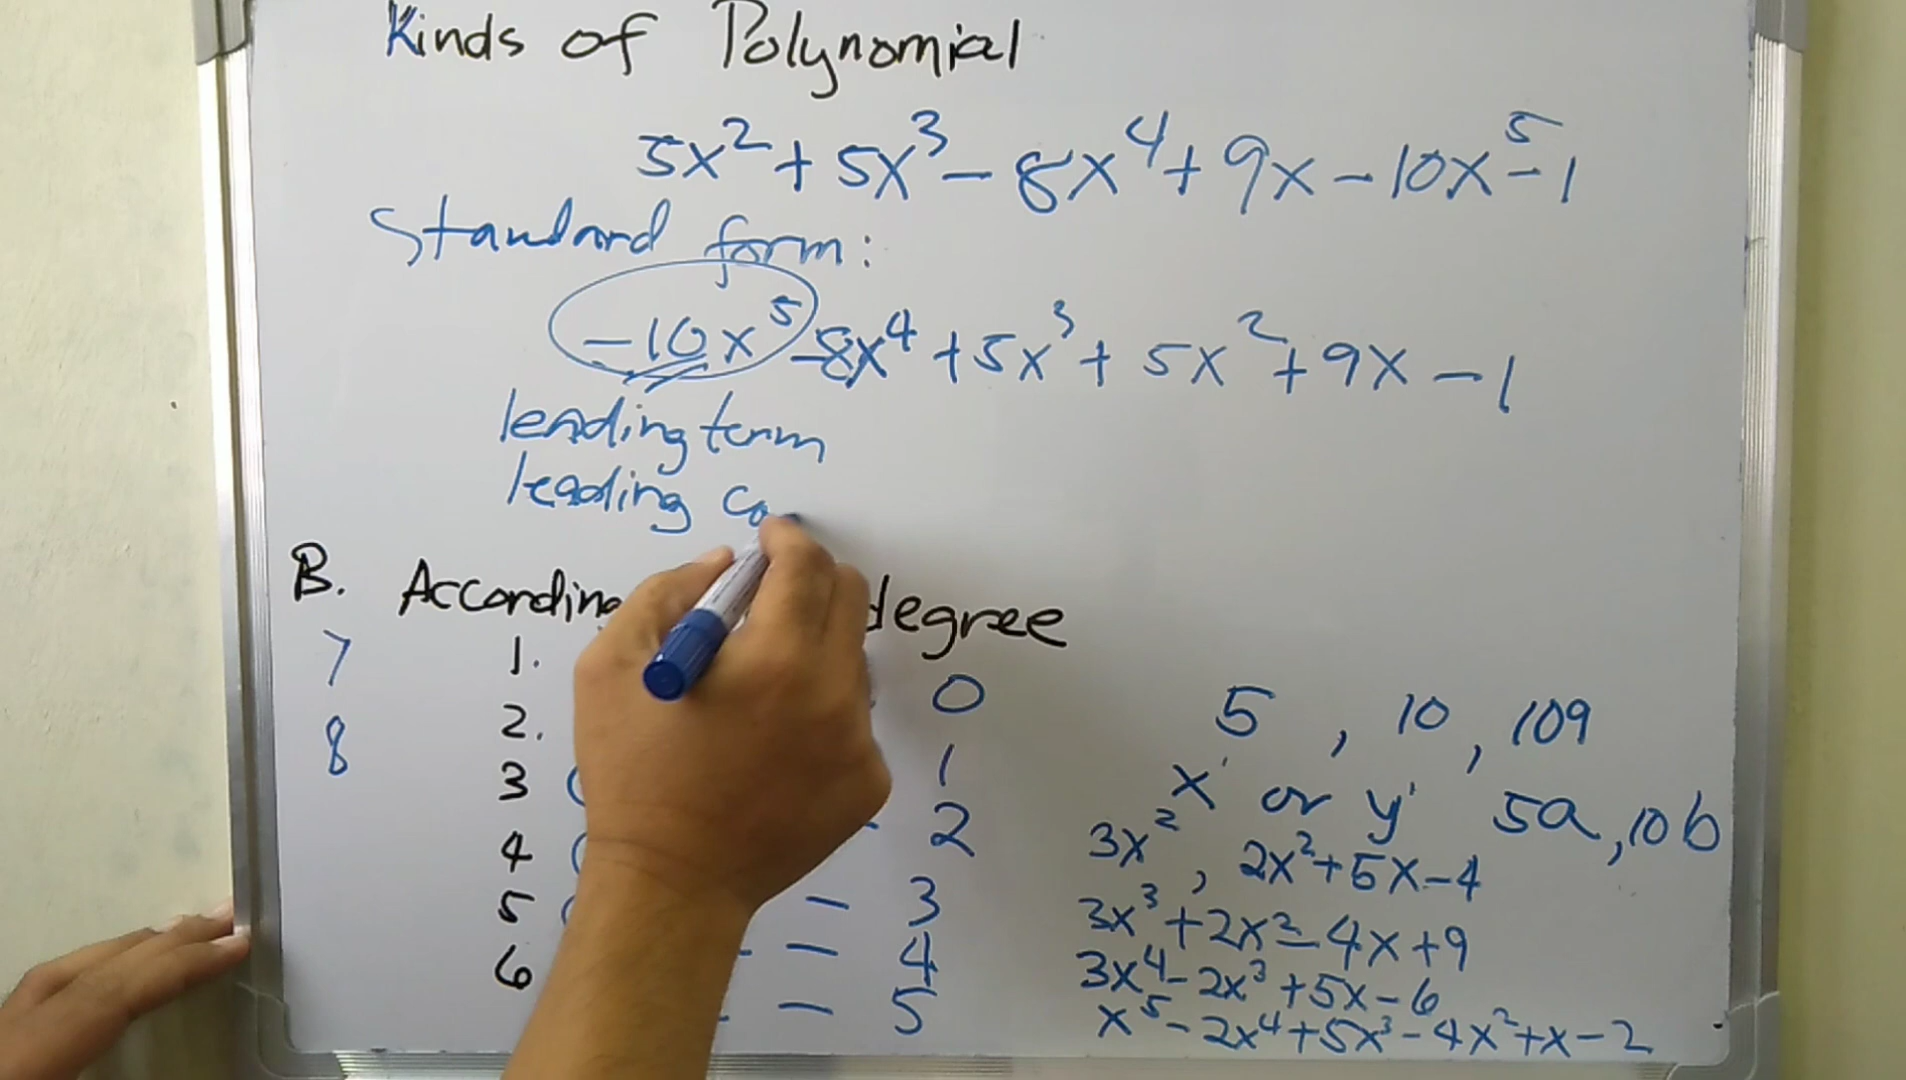 Kinds of Polynomial
5x² + 5x³ - 8x⁴ + 9x - 10x⁵ - 1
Standard form:
-10x⁵ - 8x⁴ + 5x³ + 5x² + 9x - 1
leading term
leading co
B. According degree
7 1. 0 5 , 10 , 109
8 2. 1 x¹ or y¹ 5a, 10b
3 - 2 3x² , 2x² + 5x - 4
4 - 3 3x³ + 2x² - 4x + 9
5 - - 4 3x⁴ - 2x³ + 5x - 6
6 - - 5 x⁵ - 2x⁴ + 5x³ - 4x² + x - 2